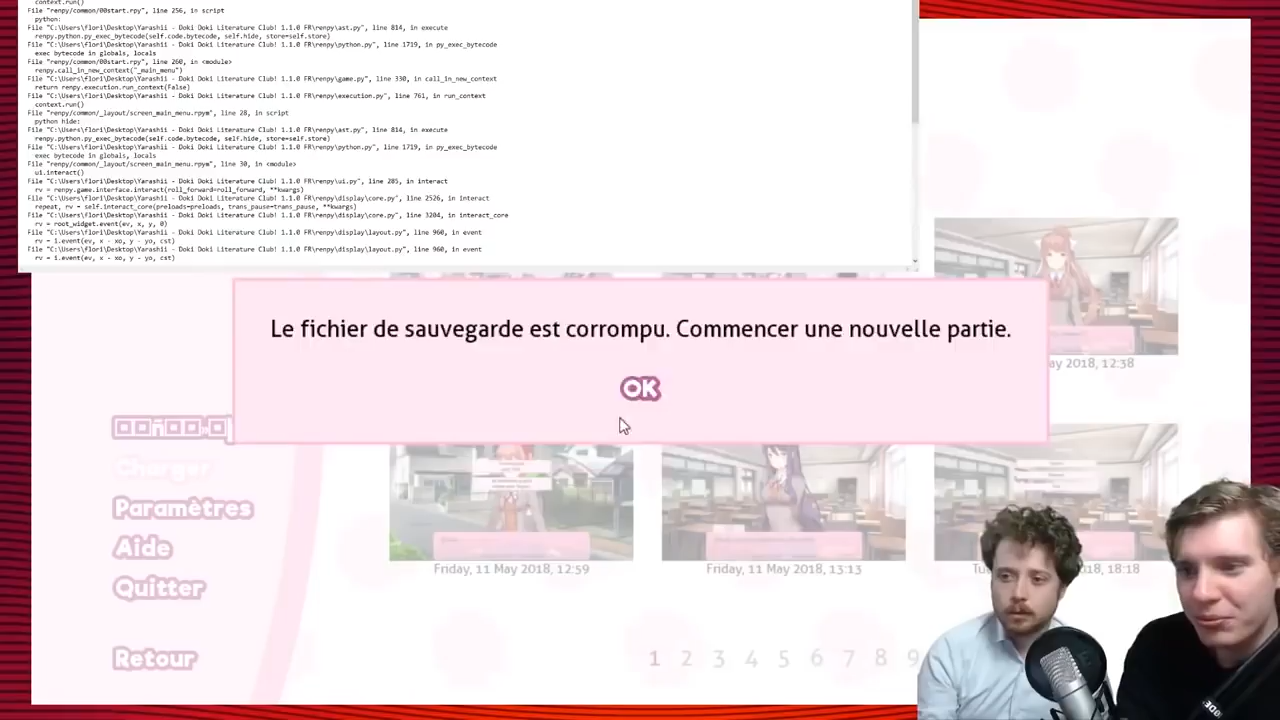 context.run()
File "renpy/common/00start.rpy", line 256, in script
python:
File "C:\Users\flori\Desktop\Yarashii - Doki Doki Literature Club! 1.1.0 FR\renpy\ast.py", line 814, in execute
renpy.python.py_exec_bytecode(self.code.bytecode, self.hide, store=self.store)
File "C:\Users\flori\Desktop\Yarashii - Doki Doki Literature Club! 1.1.0 FR\renpy\python.py", line 1719, in py_exec_bytecode
exec bytecode in globals, locals
File "renpy/common/00start.rpy", line 260, in <module>
renpy.call_in_new_context("_main_menu")
File "C:\Users\flori\Desktop\Yarashii - Doki Doki Literature Club! 1.1.0 FR\renpy\game.py", line 330, in call_in_new_context
return renpy.execution.run_context(False)
File "C:\Users\flori\Desktop\Yarashii - Doki Doki Literature Club! 1.1.0 FR\renpy\execution.py", line 761, in run_context
context.run()
File "renpy/common/_layout/screen_main_menu.rpym", line 28, in script
python hide:
File "C:\Users\flori\Desktop\Yarashii - Doki Doki Literature Club! 1.1.0 FR\renpy\ast.py", line 814, in execute
renpy.python.py_exec_bytecode(self.code.bytecode, self.hide, store=self.store)
File "C:\Users\flori\Desktop\Yarashii - Doki Doki Literature Club! 1.1.0 FR\renpy\python.py", line 1719, in py_exec_bytecode
exec bytecode in globals, locals
File "renpy/common/_layout/screen_main_menu.rpym", line 30, in <module>
ui.interact()
File "C:\Users\flori\Desktop\Yarashii - Doki Doki Literature Club! 1.1.0 FR\renpy\ui.py", line 285, in interact
rv = renpy.game.interface.interact(roll_forward=roll_forward, **kwargs)
File "C:\Users\flori\Desktop\Yarashii - Doki Doki Literature Club! 1.1.0 FR\renpy\display\core.py", line 2526, in interact
repeat, rv = self.interact_core(preloads=preloads, trans_pause=trans_pause, **kwargs)
File "C:\Users\flori\Desktop\Yarashii - Doki Doki Literature Club! 1.1.0 FR\renpy\display\core.py", line 3204, in interact_core
rv = root_widget.event(ev, x, y, 0)
File "C:\Users\flori\Desktop\Yarashii - Doki Doki Literature Club! 1.1.0 FR\renpy\display\layout.py", line 960, in event
rv = i.event(ev, x - xo, y - yo, cst)
File "C:\Users\flori\Desktop\Yarashii - Doki Doki Literature Club! 1.1.0 FR\renpy\display\layout.py", line 960, in event
rv = i.event(ev, x - xo, y - yo, cst)
Le fichier de sauvegarde est corrompu. Commencer une nouvelle partie.
OK
ay 2018, 12:38
Charger
Paramètres
Aide
Quitter
Retour
Friday, 11 May 2018, 12:59
Friday, 11 May 2018, 13:13
Tu 18:18
1 2 3 4 5 6 7 8 9